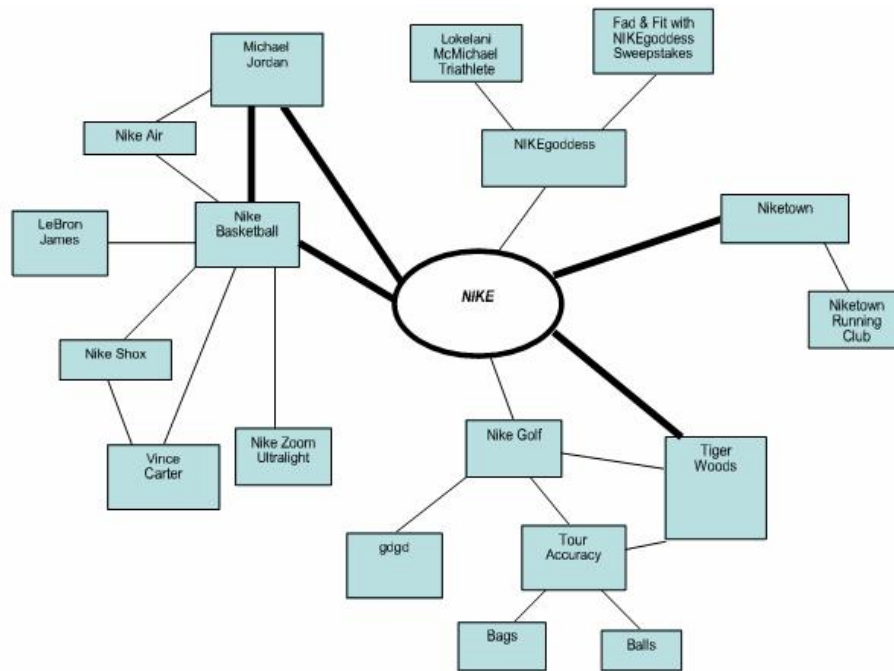 Michael
Jordan
Lokelani
McMichael
Triathlete
Fad & Fit with
NIKEgoddess
Sweepstakes
Nike Air
NIKEgoddess
Nike
Basketball
Niketown
LeBron
James
NIKE
Niketown
Running
Club
Nike Shox
Nike Golf
Tiger
Woods
Nike Zoom
Ultralight
Vince
Carter
gdgd
Tour
Accuracy
Bags
Balls